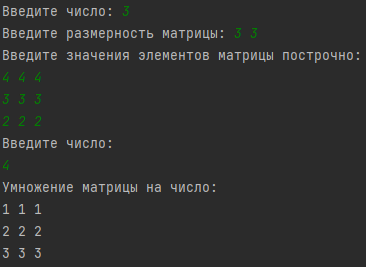 Введите число: 3
Введите размерность матрицы: 3 3
Введите значения элементов матрицы построчно:
4 4 4
3 3 3
2 2 2
Введите число:
4
Умножение матрицы на число:
1 1 1
2 2 2
3 3 3